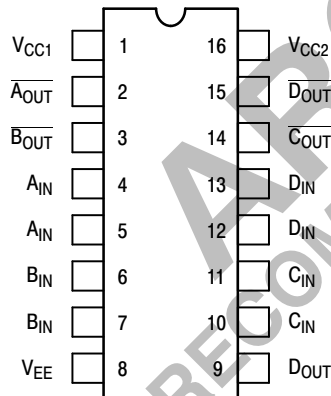 VCC1 1 16 VCC2
AOUT 2 15 DOUT
BOUT 3 14 COUT
AIN 4 13 DIN
AIN 5 12 DIN
BIN 6 11 CIN
BIN 7 10 CIN
VEE 8 9 DOUT